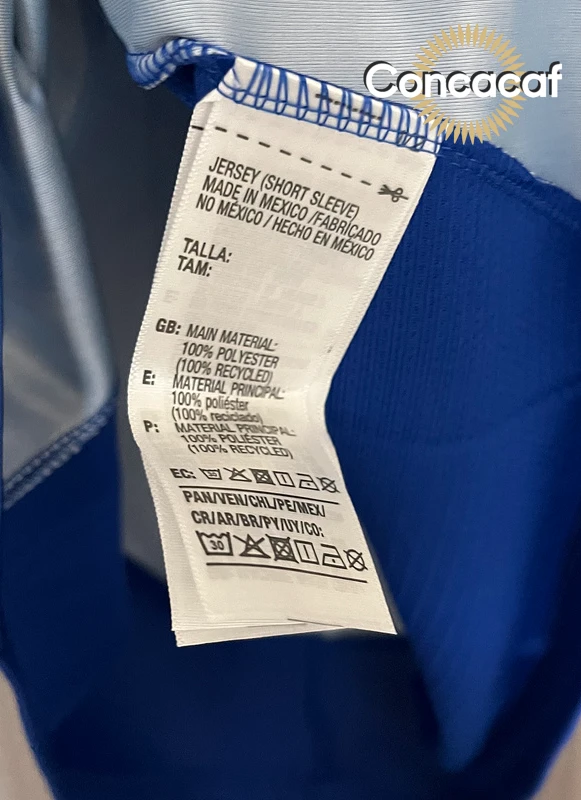 Concacaf
JERSEY (SHORT SLEEVE)
MADE IN MEXICO /FABRICADO
NO MÉXICO / HECHO EN MÉXICO
TALLA:
TAM:
GB: MAIN MATERIAL:
100% POLYESTER
(100% RECYCLED)
E: MATERIAL PRINCIPAL:
100% poliéster
(100% reciclado)
P: MATERIAL PRINCIPAL:
100% POLIÉSTER
(100% RECYCLED)
EC:
PAN/VEN/CHL/PE/MEX/
CR/AR/BR/PY/UY/CO:
30